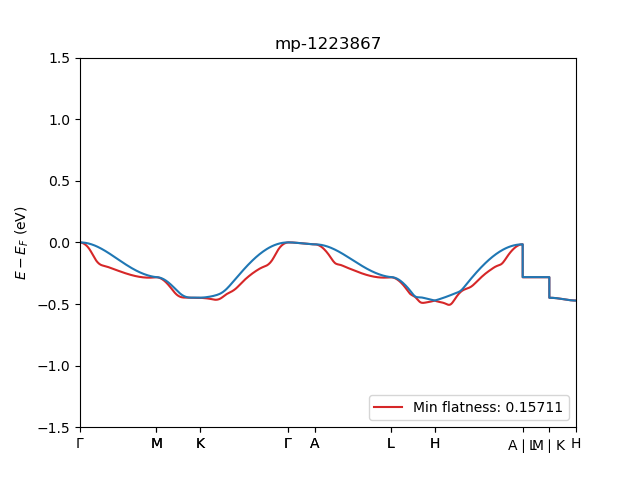 mp-1223867
E − E_F (eV)
1.5
1.0
0.5
0.0
−0.5
−1.0
−1.5
Min flatness: 0.15711
Γ M K Γ A L H A | L M | K H